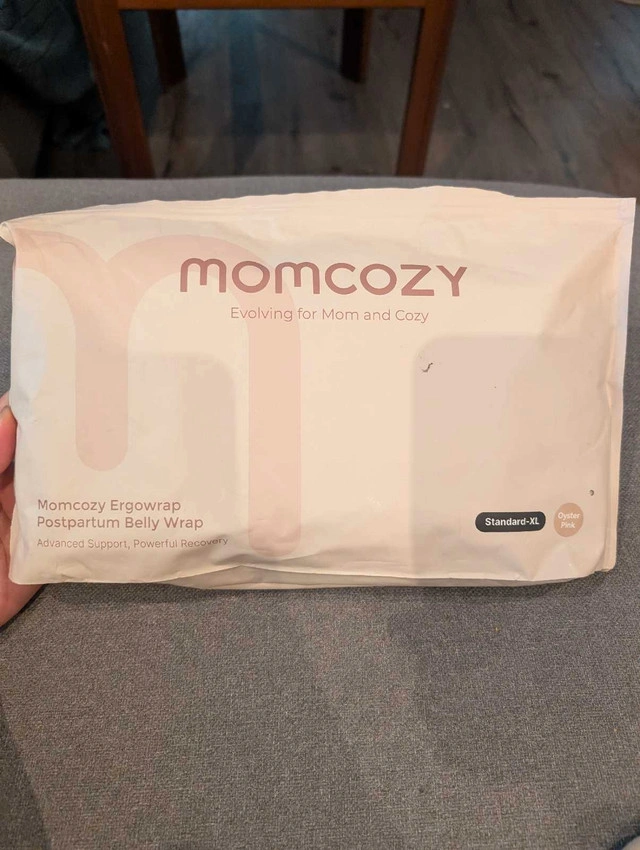 momcozy
Evolving for Mom and Cozy
Momcozy Ergowrap
Postpartum Belly Wrap
Advanced Support, Powerful Recovery
Standard-XL
Oyster
Pink